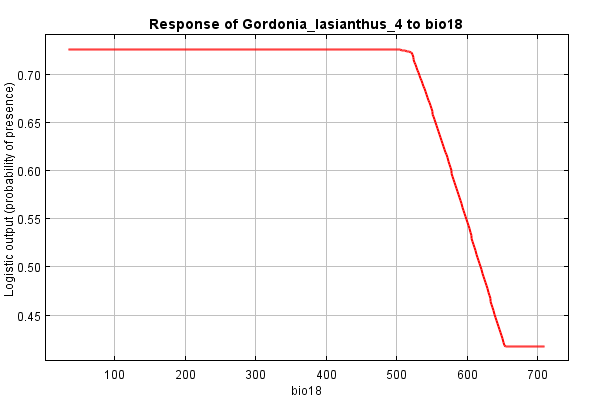 Response of Gordonia_lasianthus_4 to bio18
Logistic output (probability of presence)
0.70
0.65
0.60
0.55
0.50
0.45
100 200 300 400 500 600 700
bio18